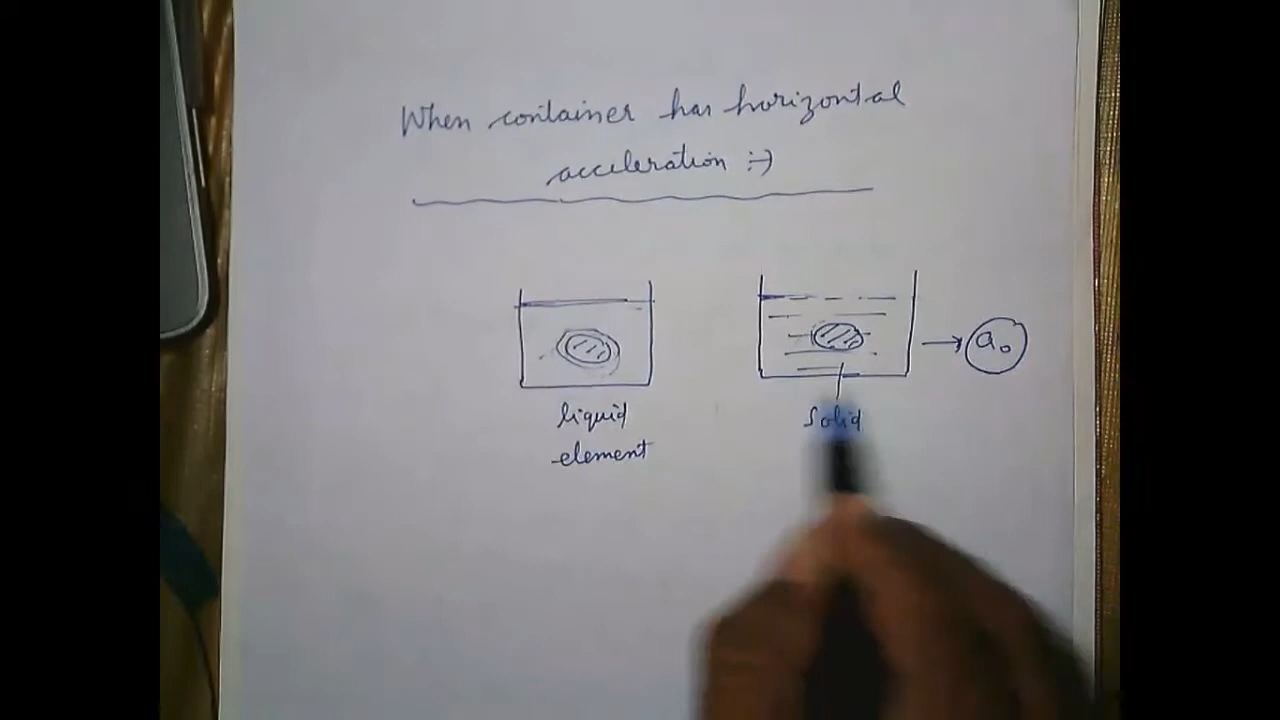 When container has horizontal
acceleration :-)
a₀
liquid
element
Solid